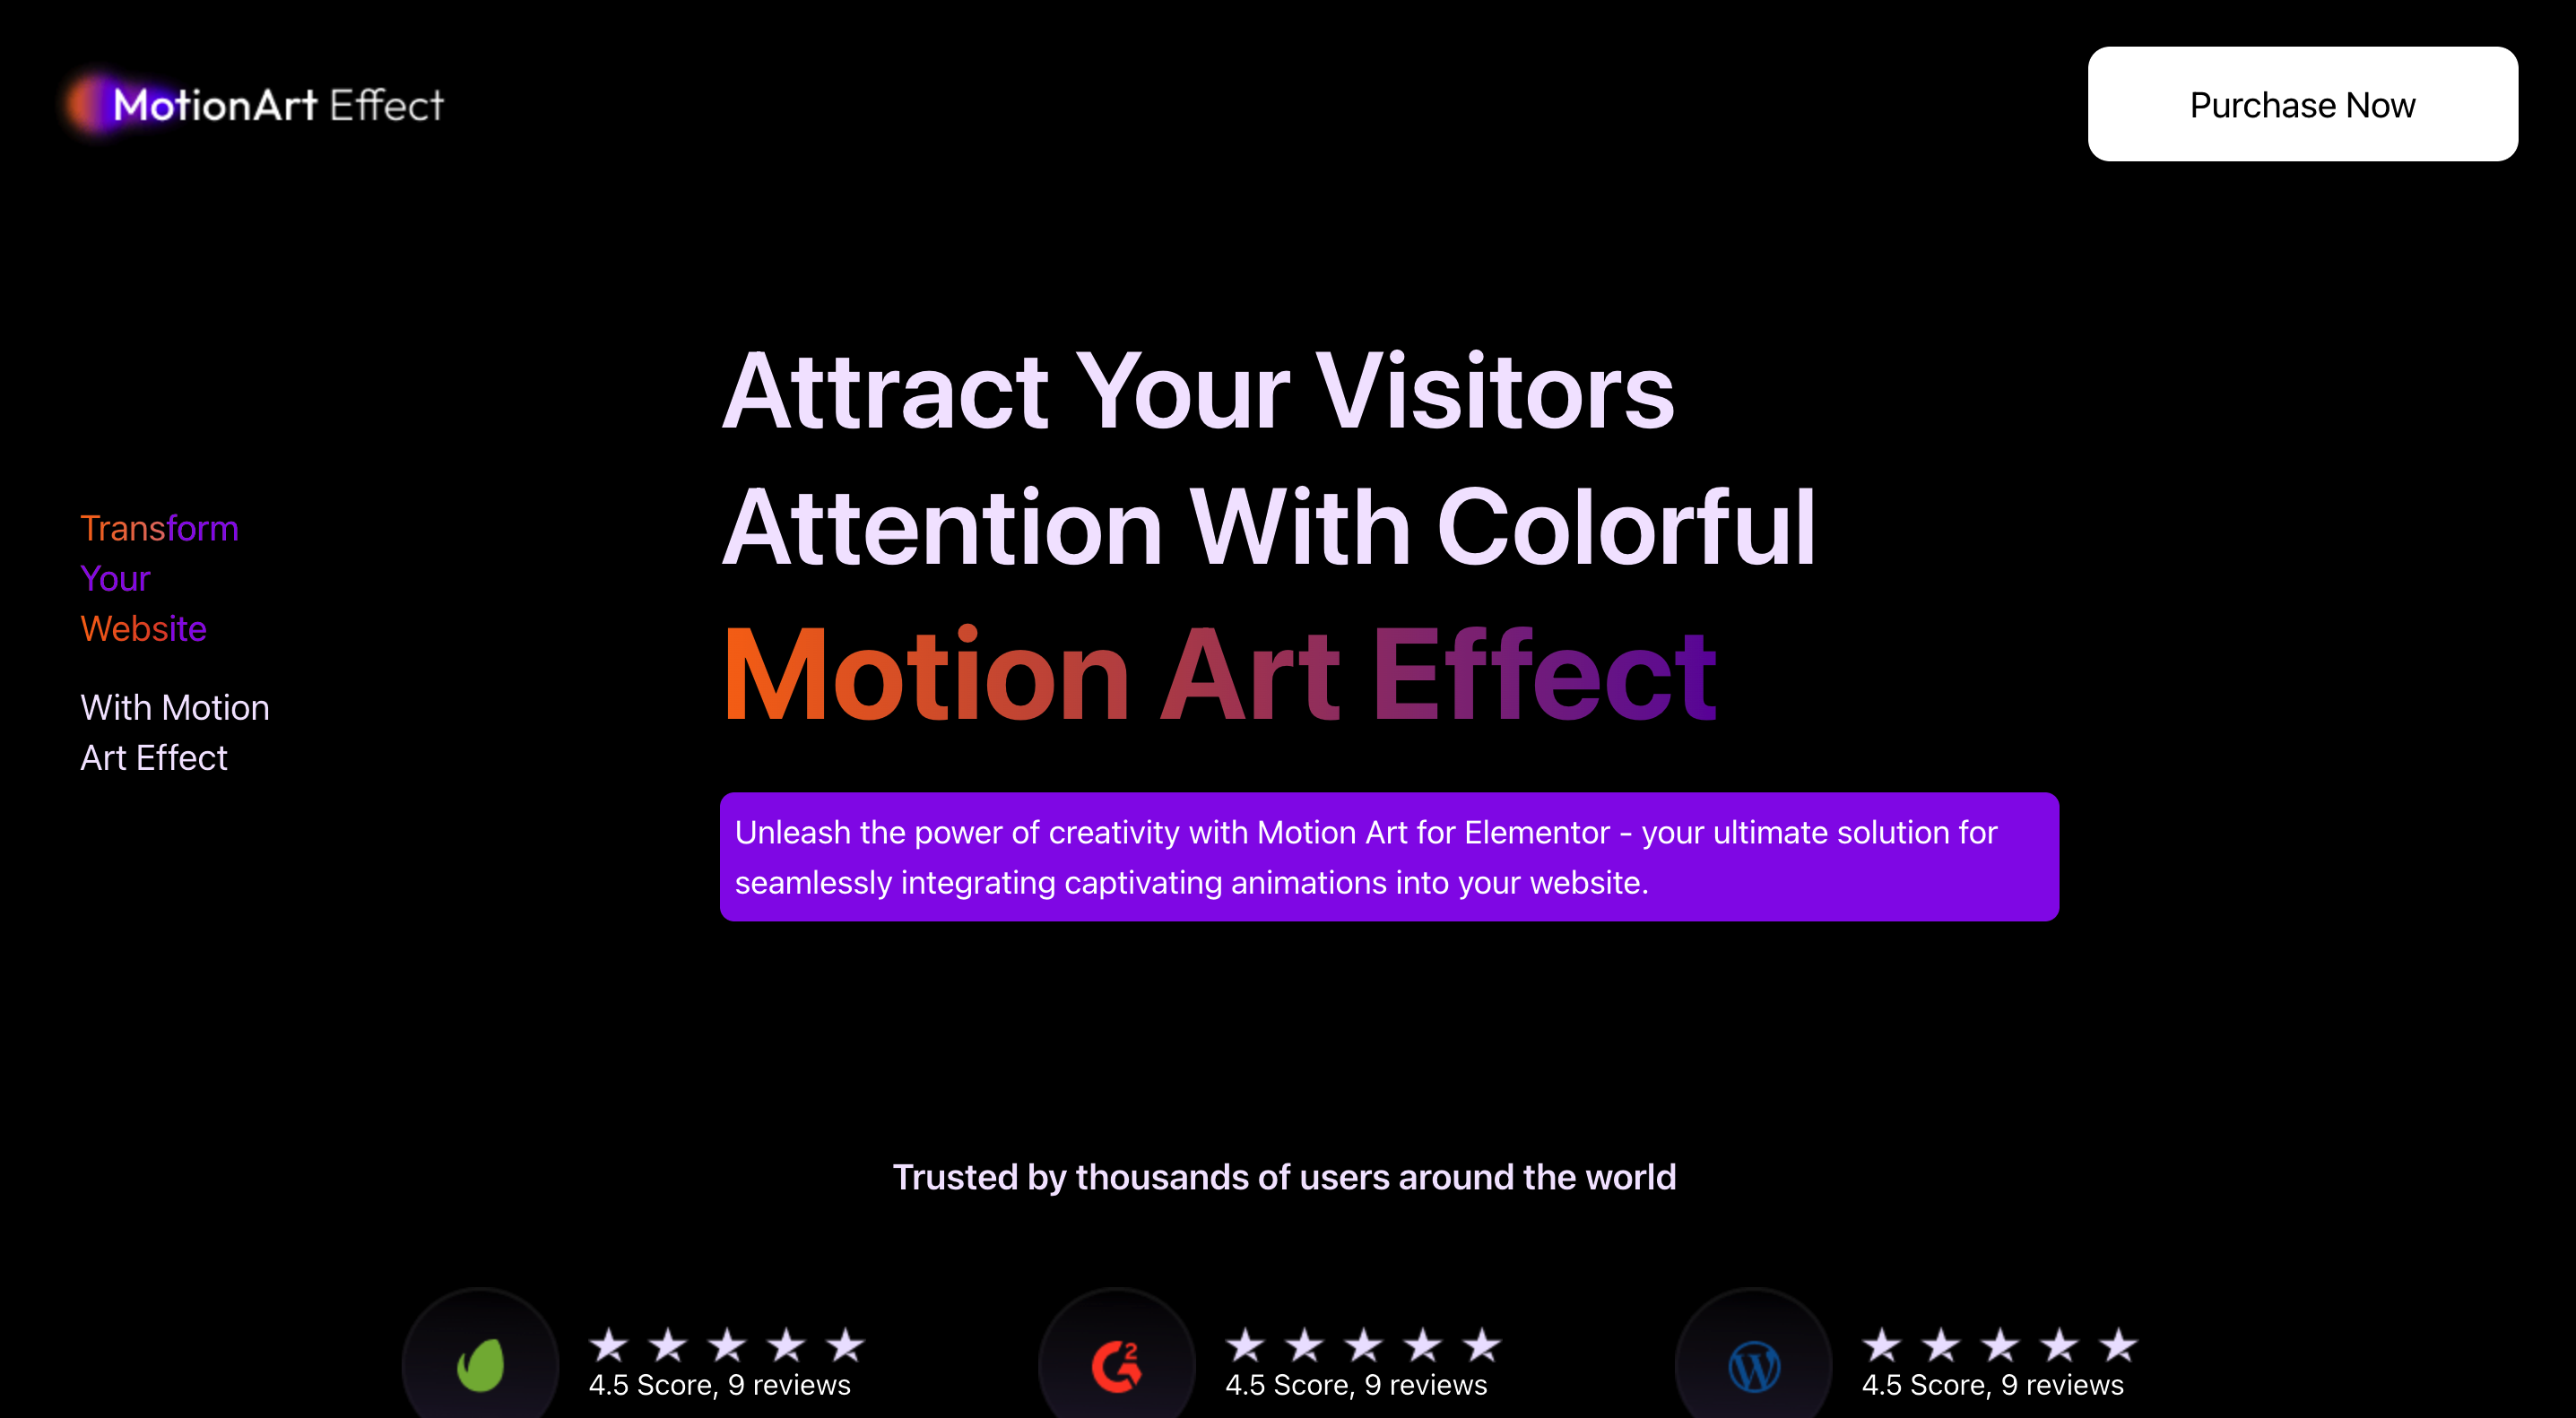 MotionArt Effect
Purchase Now
Attract Your Visitors
Attention With Colorful
Motion Art Effect
Transform
Your
Website
With Motion
Art Effect
Unleash the power of creativity with Motion Art for Elementor - your ultimate solution for
seamlessly integrating captivating animations into your website.
Trusted by thousands of users around the world
4.5 Score, 9 reviews
G2
4.5 Score, 9 reviews
W
4.5 Score, 9 reviews